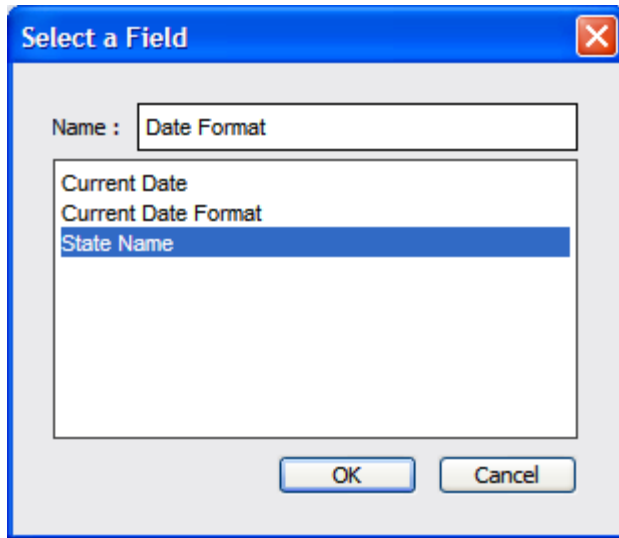 Select a Field
Name : Date Format
Current Date
Current Date Format
State Name
OK Cancel